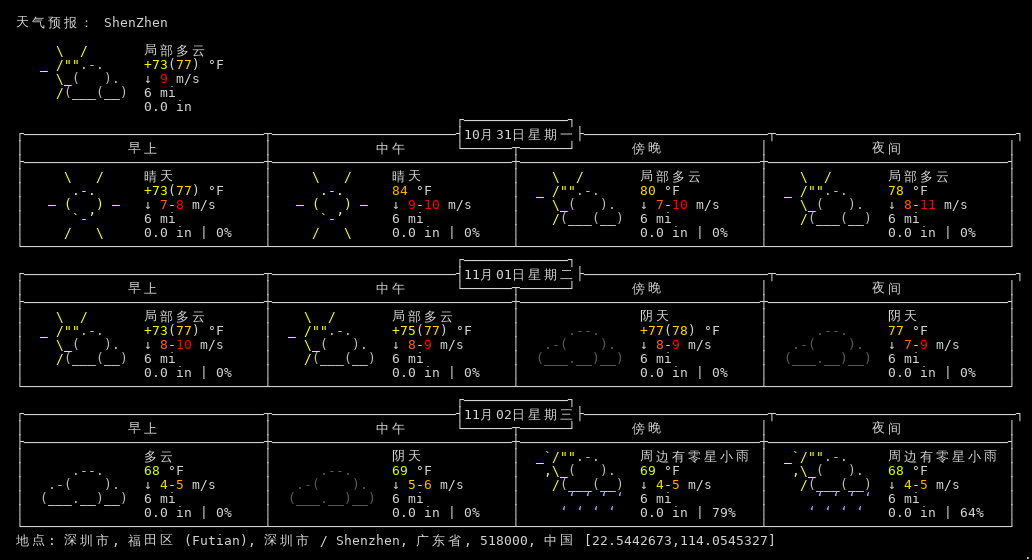 天气预报： ShenZhen
局部多云
+73(77) °F
↓ 9 m/s
6 mi
0.0 in
10月31日星期一
早上 中午 傍晚 夜间
晴天 晴天 局部多云 局部多云
+73(77) °F 84 °F 80 °F 78 °F
↓ 7-8 m/s ↓ 9-10 m/s ↓ 7-10 m/s ↓ 8-11 m/s
6 mi 6 mi 6 mi 6 mi
0.0 in | 0% 0.0 in | 0% 0.0 in | 0% 0.0 in | 0%
11月01日星期二
早上 中午 傍晚 夜间
局部多云 局部多云 阴天 阴天
+73(77) °F +75(77) °F +77(78) °F 77 °F
↓ 8-10 m/s ↓ 8-9 m/s ↓ 8-9 m/s ↓ 7-9 m/s
6 mi 6 mi 6 mi 6 mi
0.0 in | 0% 0.0 in | 0% 0.0 in | 0% 0.0 in | 0%
11月02日星期三
早上 中午 傍晚 夜间
多云 阴天 周边有零星小雨 周边有零星小雨
68 °F 69 °F 69 °F 68 °F
↓ 4-5 m/s ↓ 5-6 m/s ↓ 4-5 m/s ↓ 4-5 m/s
6 mi 6 mi 6 mi 6 mi
0.0 in | 0% 0.0 in | 0% 0.0 in | 79% 0.0 in | 64%
地点: 深圳市, 福田区 (Futian), 深圳市 / Shenzhen, 广东省, 518000, 中国 [22.5442673,114.0545327]